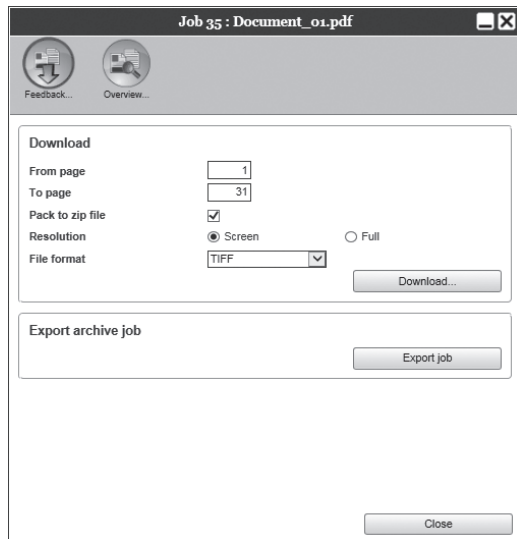 Job 35 : Document_01.pdf
Feedback... Overview...
Download
From page 1
To page 31
Pack to zip file
Resolution Screen Full
File format TIFF
Download...
Export archive job
Export job
Close